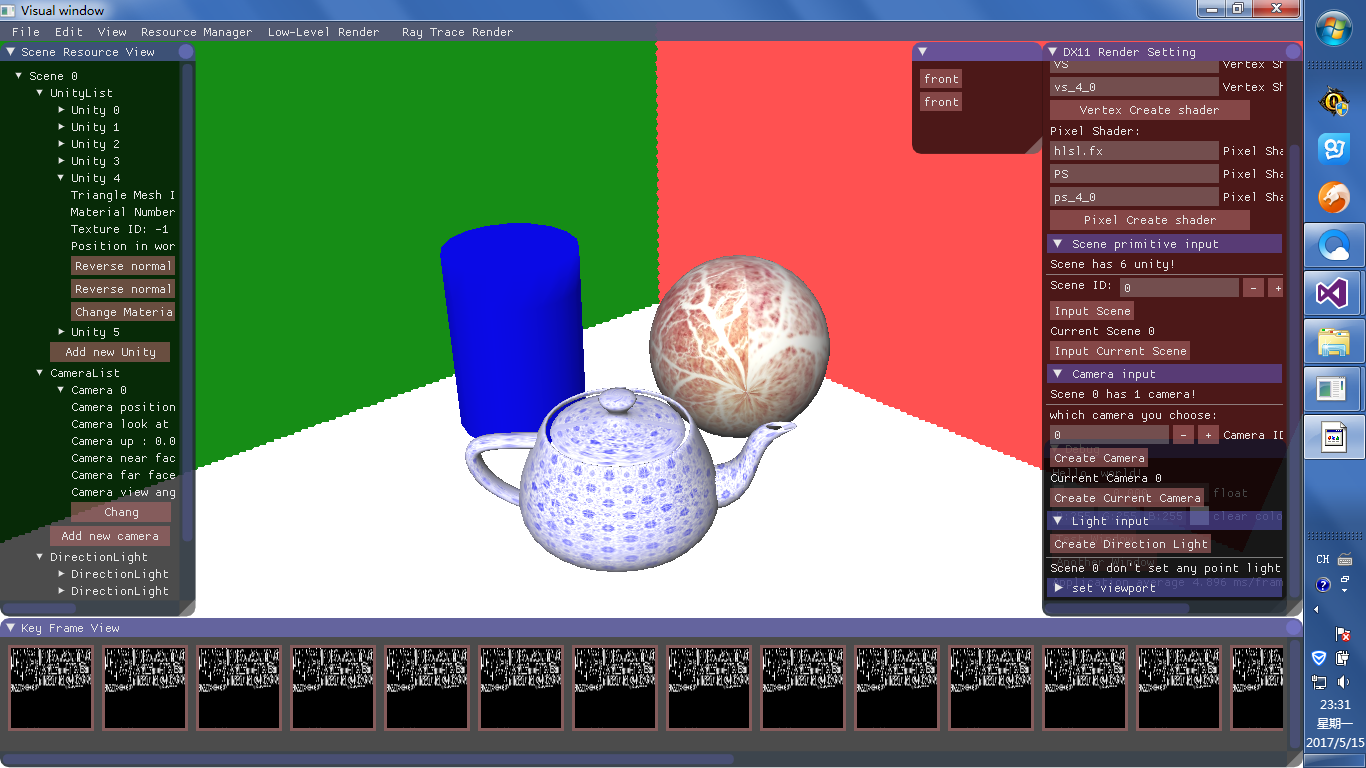 Visual window
File Edit View Resource Manager Low-Level Render Ray Trace Render
Scene Resource View
Scene 0
UnityList
Unity 0
Unity 1
Unity 2
Unity 3
Unity 4
Triangle Mesh I
Material Number
Texture ID: -1
Position in wor
Reverse normal
Reverse normal
Change Materia
Unity 5
Add new Unity
CameraList
Camera 0
Camera position
Camera look at
Camera up : 0.0
Camera near fac
Camera far face
Camera view ang
Chang
Add new camera
DirectionLight
DirectionLight
DirectionLight
front
front
DX11 Render Setting
VS Vertex Sh
vs_4_0 Vertex Sh
Vertex Create shader
Pixel Shader:
hlsl.fx Pixel Sha
PS Pixel Sha
ps_4_0 Pixel Sha
Pixel Create shader
Scene primitive input
Scene has 6 unity!
Scene ID: 0 - +
Input Scene
Current Scene 0
Input Current Scene
Camera input
Scene 0 has 1 camera!
which camera you choose:
0 - + Camera ID
Debug
Create Camera
Hello, world!
Current Camera 0
Create Current Camera float
Light input
clear colo
Create Direction Light
Another Window
Scene 0 don't set any point light
Application average 4.896 ms/fram
set viewport
Key Frame View
CH
23:31
星期一
2017/5/15